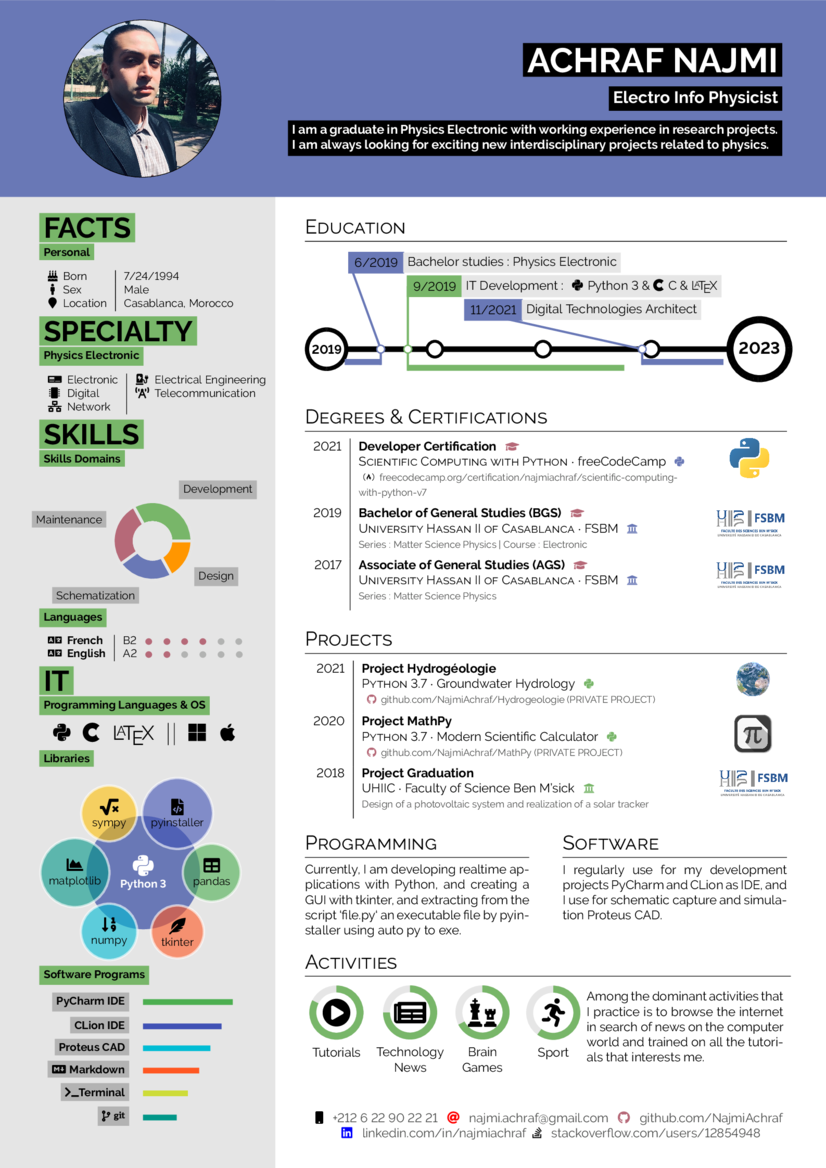 ACHRAF NAJMI
Electro Info Physicist
I am a graduate in Physics Electronic with working experience in research projects.
I am always looking for exciting new interdisciplinary projects related to physics.
FACTS
Personal
Born 7/24/1994
Sex Male
Location Casablanca, Morocco
SPECIALTY
Physics Electronic
Electronic Electrical Engineering
Digital Telecommunication
Network
SKILLS
Skills Domains
Development
Maintenance
Design
Schematization
Languages
French B2
English A2
IT
Programming Languages & OS
LATEX
Libraries
sympy
pyinstaller
matplotlib
Python 3
pandas
numpy
tkinter
Software Programs
PyCharm IDE
CLion IDE
Proteus CAD
Markdown
Terminal
git
EDUCATION
6/2019 Bachelor studies : Physics Electronic
9/2019 IT Development : Python 3 & C & LATEX
11/2021 Digital Technologies Architect
2019
2023
DEGREES & CERTIFICATIONS
2021 Developer Certification
SCIENTIFIC COMPUTING WITH PYTHON · freeCodeCamp
freecodecamp.org/certification/najmiachraf/scientific-computing-
with-python-v7
2019 Bachelor of General Studies (BGS)
UNIVERSITY HASSAN II OF CASABLANCA · FSBM
Series : Matter Science Physics | Course : Electronic
FSBM
2017 Associate of General Studies (AGS)
UNIVERSITY HASSAN II OF CASABLANCA · FSBM
Series : Matter Science Physics
FSBM
PROJECTS
2021 Project Hydrogéologie
PYTHON 3.7 · Groundwater Hydrology
github.com/NajmiAchraf/Hydrogeologie (PRIVATE PROJECT)
2020 Project MathPy
PYTHON 3.7 · Modern Scientific Calculator
github.com/NajmiAchraf/MathPy (PRIVATE PROJECT)
π
2018 Project Graduation
UHIIC · Faculty of Science Ben M'sick
Design of a photovoltaic system and realization of a solar tracker
FSBM
PROGRAMMING
Currently, I am developing realtime ap-
plications with Python, and creating a
GUI with tkinter, and extracting from the
script 'file.py' an executable file by pyin-
staller using auto py to exe.
SOFTWARE
I regularly use for my development
projects PyCharm and CLion as IDE, and
I use for schematic capture and simula-
tion Proteus CAD.
ACTIVITIES
Tutorials
Technology
News
Brain
Games
Sport
Among the dominant activities that
I practice is to browse the internet
in search of news on the computer
world and trained on all the tutori-
als that interests me.
+212 6 22 90 22 21 najmi.achraf@gmail.com github.com/NajmiAchraf
linkedin.com/in/najmiachraf stackoverflow.com/users/12854948